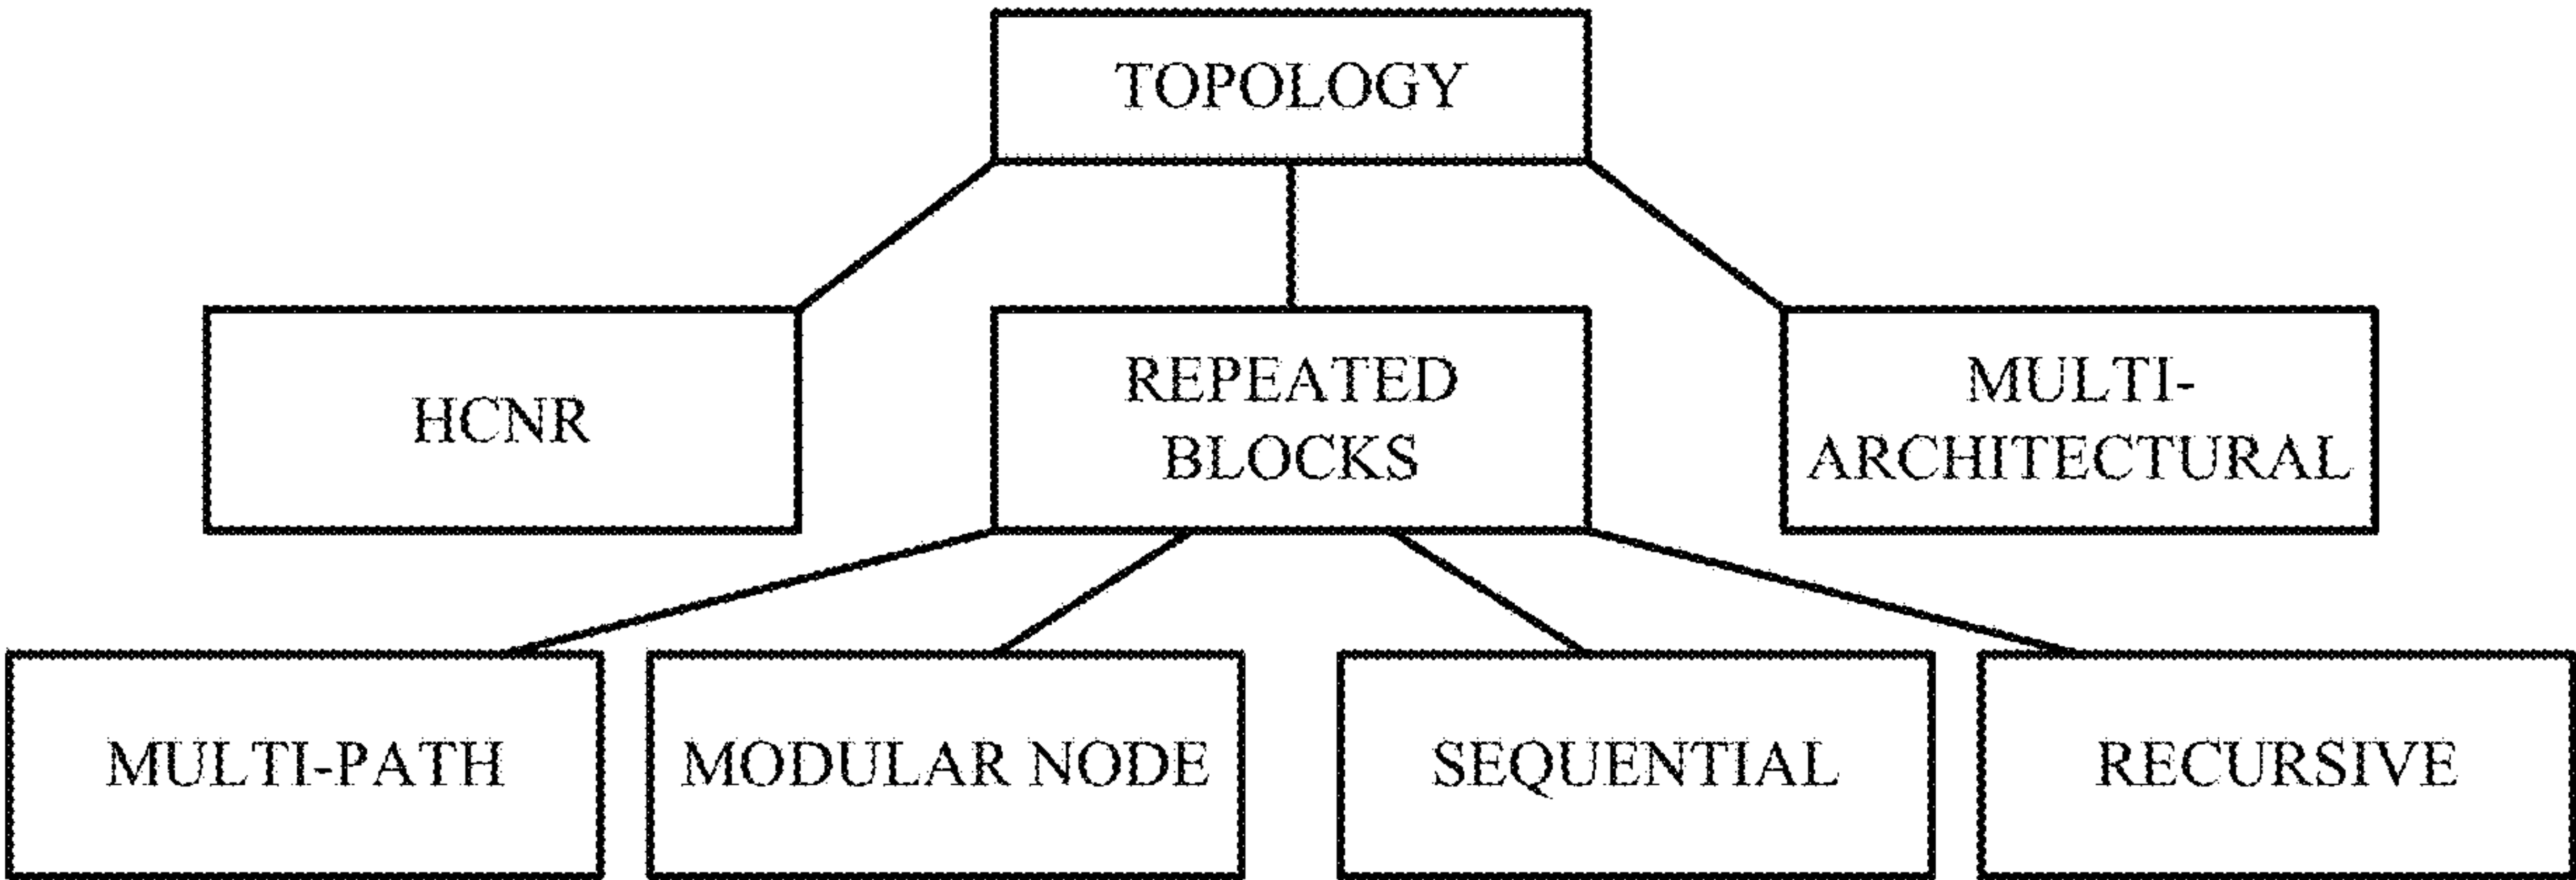 TOPOLOGY
HCNR
REPEATED
BLOCKS
MULTI-
ARCHITECTURAL
MULTI-PATH
MODULAR NODE
SEQUENTIAL
RECURSIVE